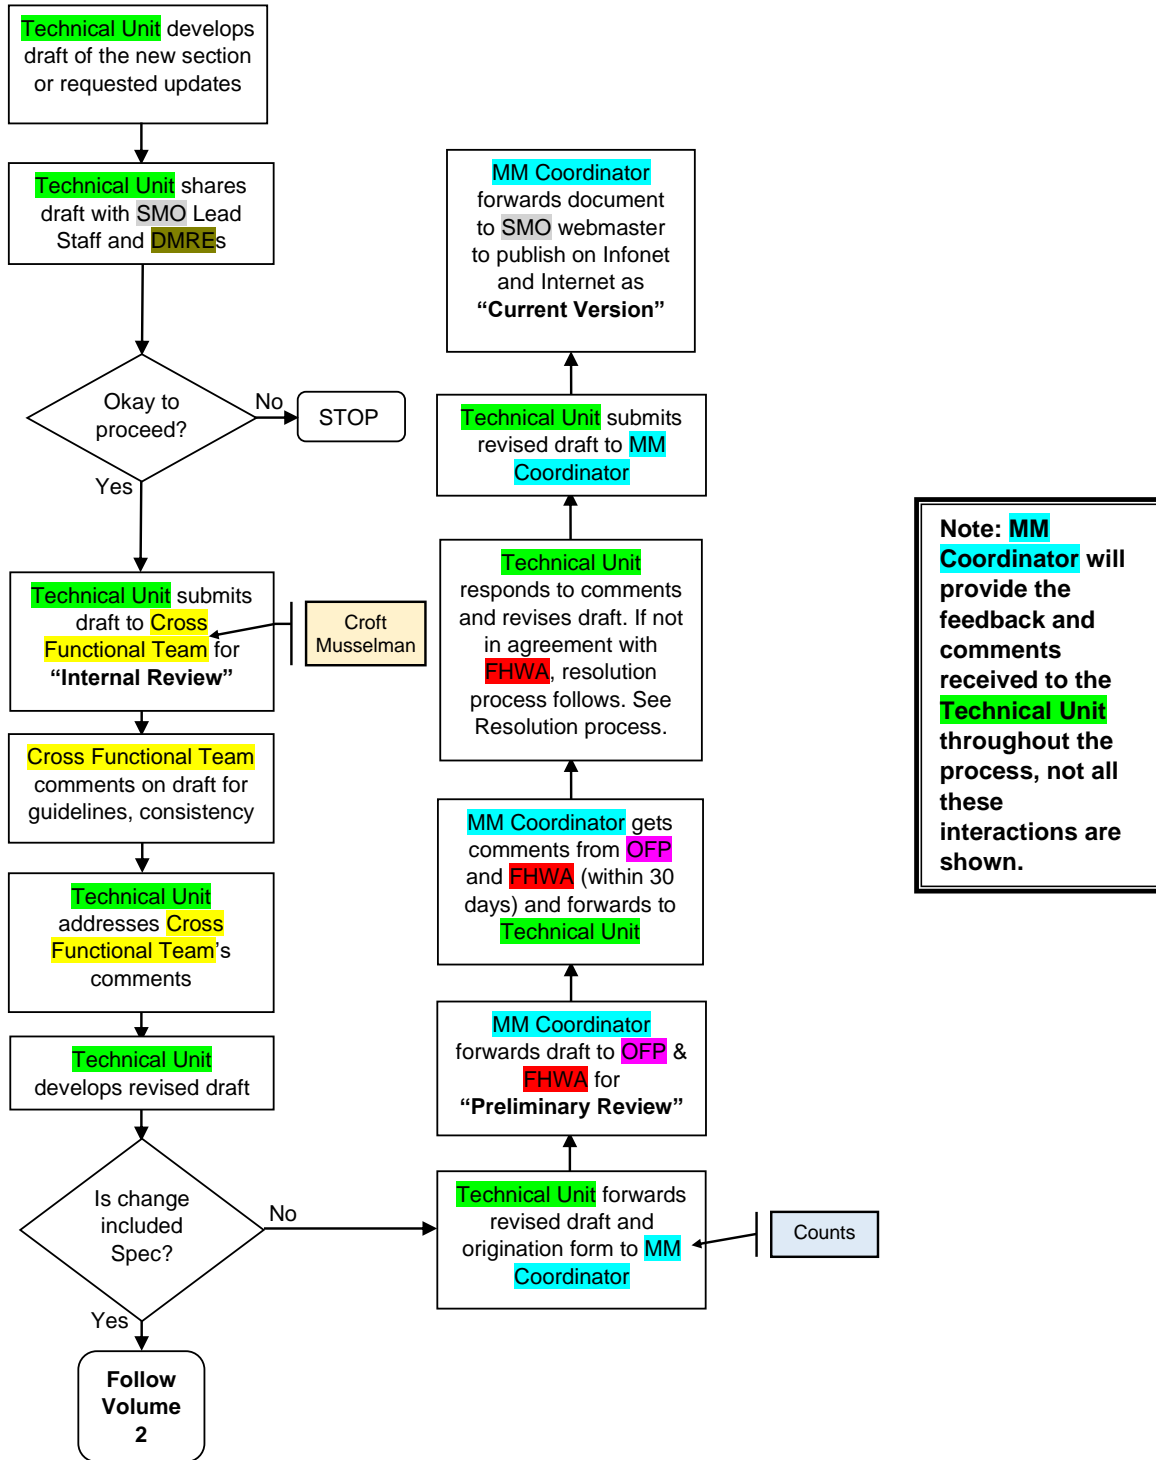 Technical Unit develops
draft of the new section
or requested updates
Technical Unit shares
draft with SMO Lead
Staff and DMREs
Okay to
proceed?
No
STOP
Yes
Technical Unit submits
draft to Cross
Functional Team for
“Internal Review”
Croft
Musselman
Cross Functional Team
comments on draft for
guidelines, consistency
Technical Unit
addresses Cross
Functional Team’s
comments
Technical Unit
develops revised draft
Is change
included
Spec?
No
Yes
Follow
Volume
2
MM Coordinator
forwards document
to SMO webmaster
to publish on Infonet
and Internet as
“Current Version”
Technical Unit submits
revised draft to MM
Coordinator
Technical Unit
responds to comments
and revises draft. If not
in agreement with
FHWA, resolution
process follows. See
Resolution process.
MM Coordinator gets
comments from OFP
and FHWA (within 30
days) and forwards to
Technical Unit
MM Coordinator
forwards draft to OFP &
FHWA for
“Preliminary Review”
Technical Unit forwards
revised draft and
origination form to MM
Coordinator
Counts
Note: MM
Coordinator will
provide the
feedback and
comments
received to the
Technical Unit
throughout the
process, not all
these
interactions are
shown.